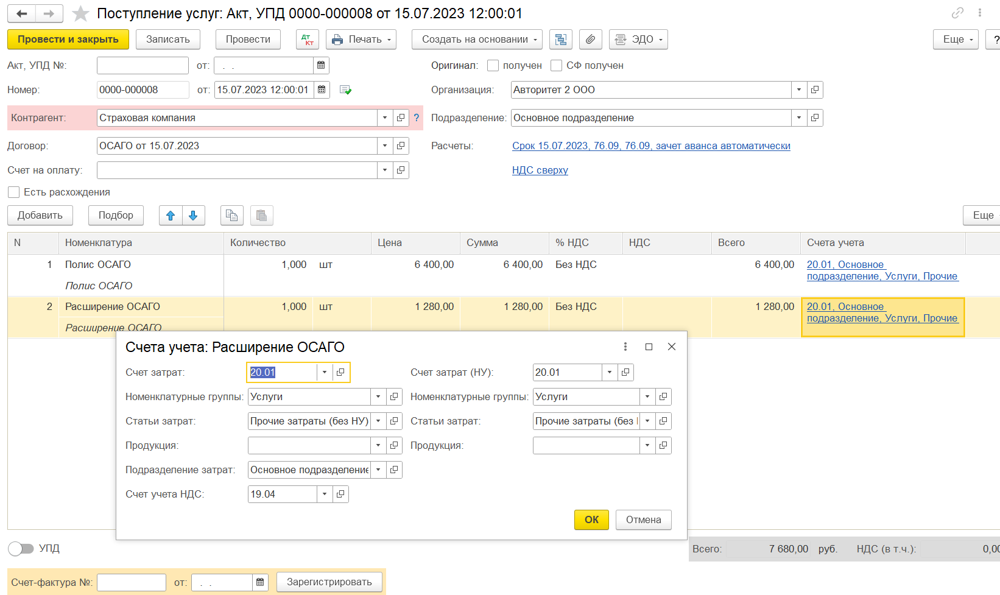 Поступление услуг: Акт, УПД 0000-000008 от 15.07.2023 12:00:01
Провести и закрыть Записать Провести Дт Кт Печать Создать на основании ЭДО Еще ?
Акт, УПД №: от: . . Оригинал: получен СФ получен
Номер: 0000-000008 от: 15.07.2023 12:00:01 Организация: Авторитет 2 ООО
Контрагент: Страховая компания ? Подразделение: Основное подразделение
Договор: ОСАГО от 15.07.2023 Расчеты: Срок 15.07.2023, 76.09, 76.09, зачет аванса автоматически
Счет на оплату: НДС сверху
Есть расхождения
Добавить Подбор Еще
N Номенклатура Количество Цена Сумма % НДС НДС Всего Счета учета
1 Полис ОСАГО 1,000 шт 6 400,00 6 400,00 Без НДС 6 400,00 20.01, Основное
Полис ОСАГО подразделение, Услуги, Прочие
2 Расширение ОСАГО 1,000 шт 1 280,00 1 280,00 Без НДС 1 280,00 20.01, Основное
Расширение ОСАГО подразделение, Услуги, Прочие
Счета учета: Расширение ОСАГО
Счет затрат: 20.01 Счет затрат (НУ): 20.01
Номенклатурные группы: Услуги Номенклатурные группы: Услуги
Статьи затрат: Прочие затраты (без НУ) Статьи затрат: Прочие затраты (без
Продукция: Продукция:
Подразделение затрат: Основное подразделение
Счет учета НДС: 19.04
ОК Отмена
УПД Всего: 7 680,00 руб. НДС (в т.ч.): 0,00
Счет-фактура №: от: . . Зарегистрировать